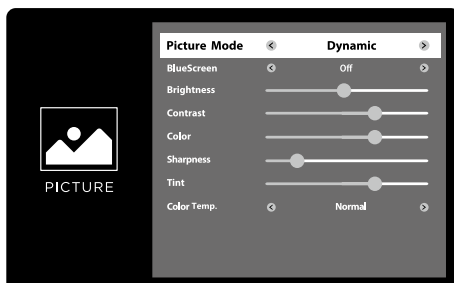 Picture Mode Dynamic
BlueScreen Off
Brightness
Contrast
Color
Sharpness
Tint
Color Temp. Normal
PICTURE